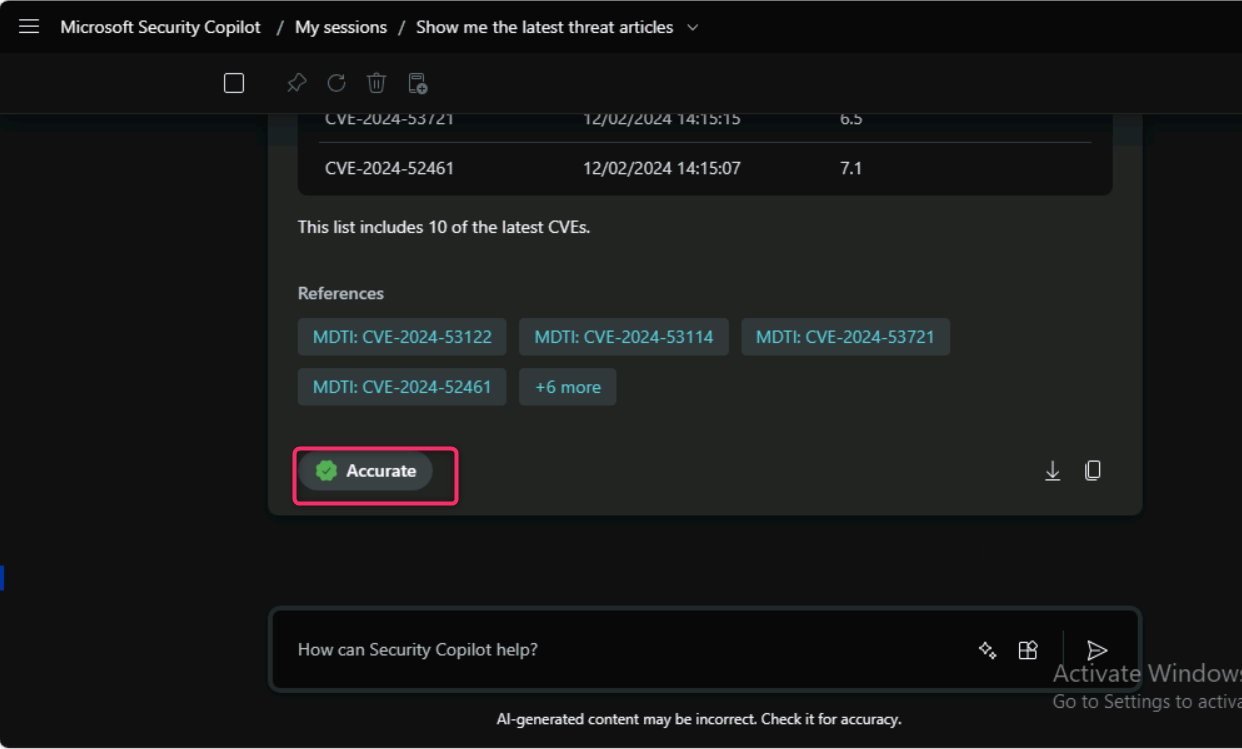 Microsoft Security Copilot / My sessions / Show me the latest threat articles
CVE-2024-53721 12/02/2024 14:15:15 6.5
CVE-2024-52461 12/02/2024 14:15:07 7.1
This list includes 10 of the latest CVEs.
References
MDTI: CVE-2024-53122 MDTI: CVE-2024-53114 MDTI: CVE-2024-53721
MDTI: CVE-2024-52461 +6 more
Accurate
How can Security Copilot help?
Activate Windows
Go to Settings to activa
AI-generated content may be incorrect. Check it for accuracy.